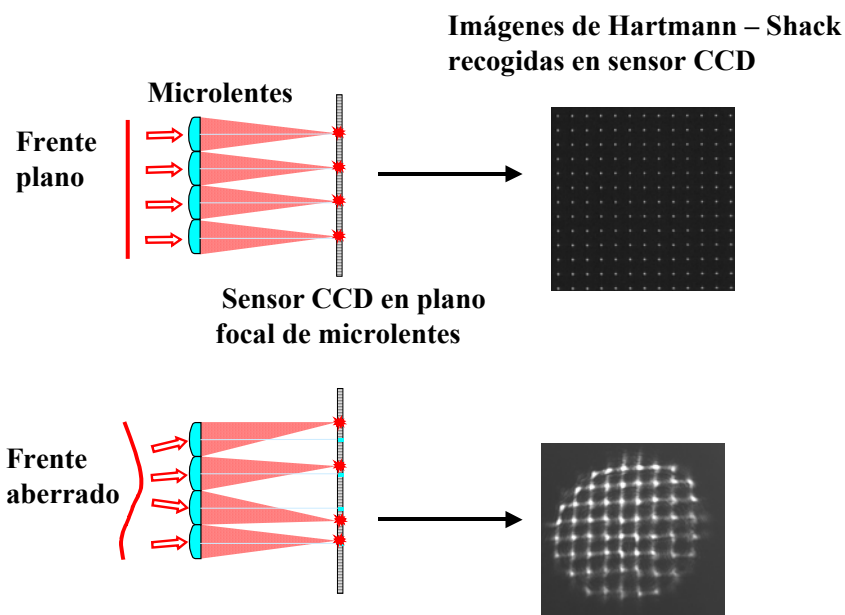 Imágenes de Hartmann – Shack
recogidas en sensor CCD
Microlentes
Frente
plano
Sensor CCD en plano
focal de microlentes
Frente
aberrado